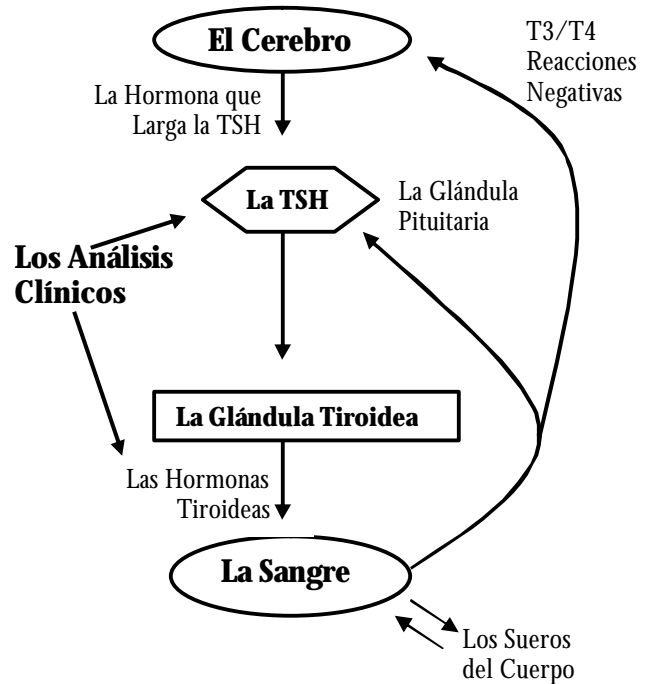 El Cerebro
T3/T4
Reacciones
Negativas
La Hormona que
Larga la TSH
La TSH
La Glándula
Pituitaria
Los Análisis
Clínicos
La Glándula Tiroidea
Las Hormonas
Tiroideas
La Sangre
Los Sueros
del Cuerpo